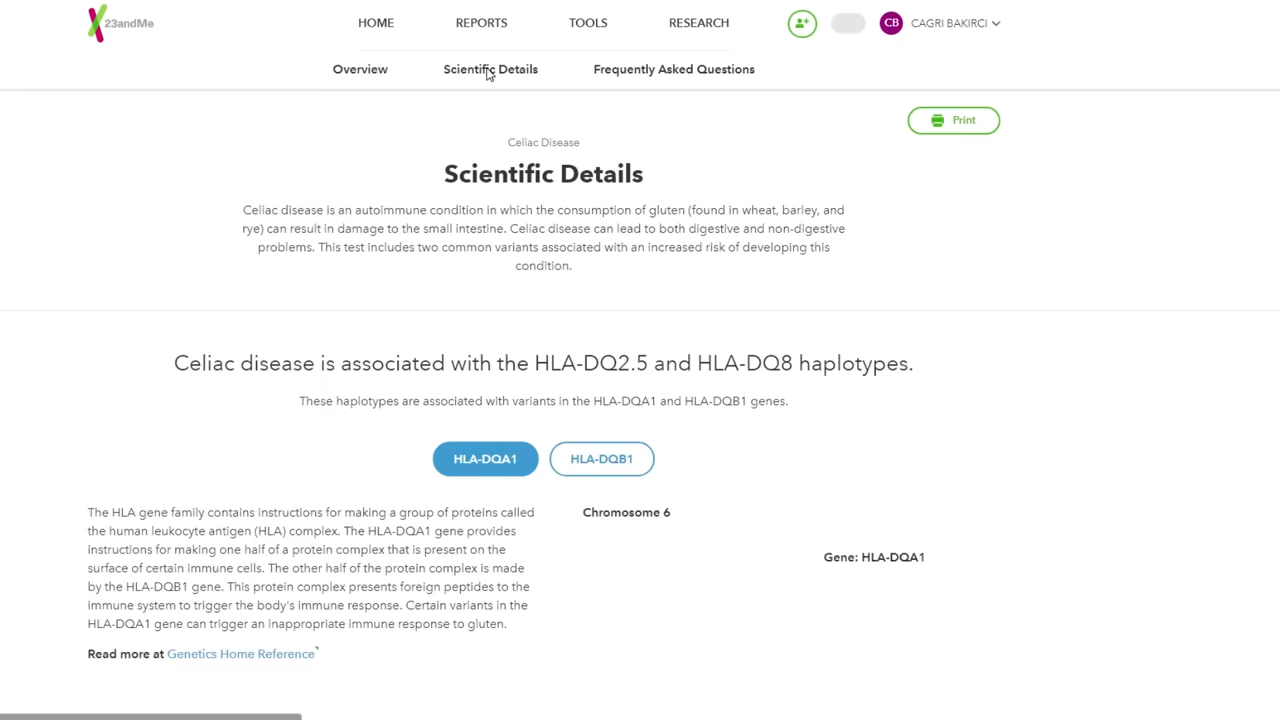 23andMe
HOME
REPORTS
TOOLS
RESEARCH
CB
CAGRI BAKIRCI
Overview
Scientific Details
Frequently Asked Questions
Print
Celiac Disease
Scientific Details
Celiac disease is an autoimmune condition in which the consumption of gluten (found in wheat, barley, and
rye) can result in damage to the small intestine. Celiac disease can lead to both digestive and non-digestive
problems. This test includes two common variants associated with an increased risk of developing this
condition.
Celiac disease is associated with the HLA-DQ2.5 and HLA-DQ8 haplotypes.
These haplotypes are associated with variants in the HLA-DQA1 and HLA-DQB1 genes.
HLA-DQA1
HLA-DQB1
The HLA gene family contains instructions for making a group of proteins called
the human leukocyte antigen (HLA) complex. The HLA-DQA1 gene provides
instructions for making one half of a protein complex that is present on the
surface of certain immune cells. The other half of the protein complex is made
by the HLA-DQB1 gene. This protein complex presents foreign peptides to the
immune system to trigger the body's immune response. Certain variants in the
HLA-DQA1 gene can trigger an inappropriate immune response to gluten.
Read more at Genetics Home Reference
Chromosome 6
Gene: HLA-DQA1